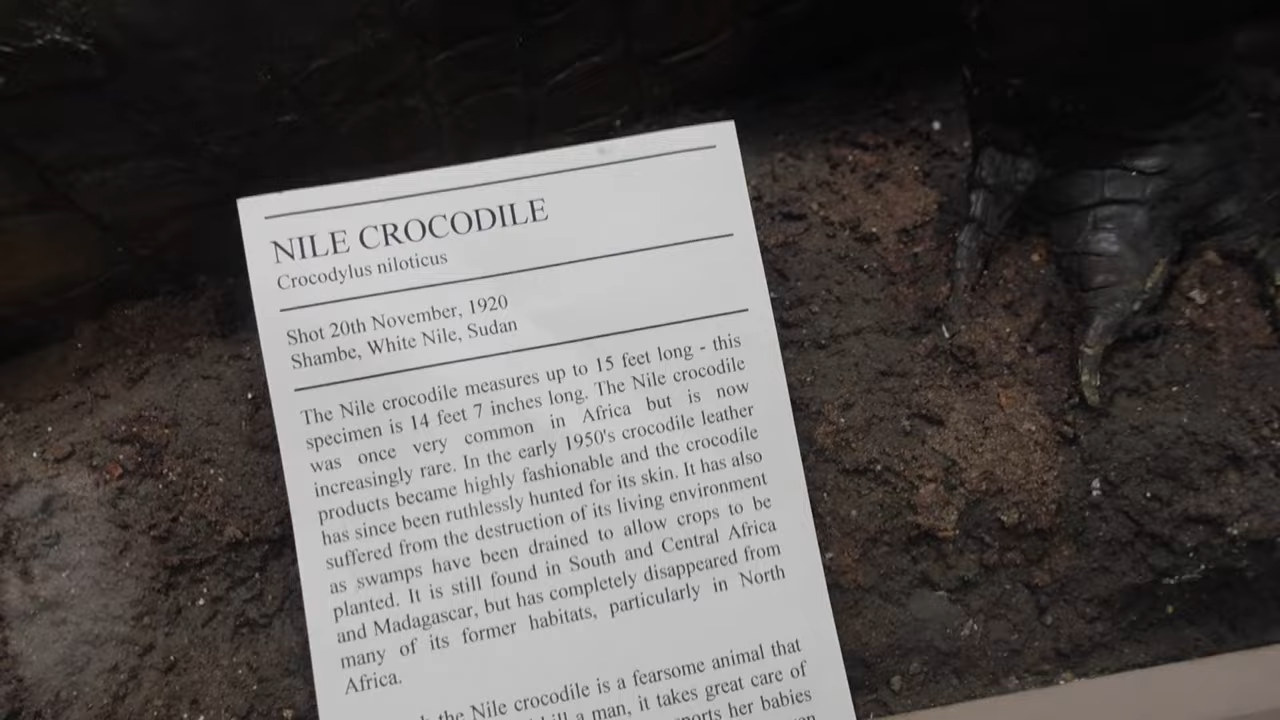 NILE CROCODILE
Crocodylus niloticus
Shot 20th November, 1920
Shambe, White Nile, Sudan
The Nile crocodile measures up to 15 feet long - this
specimen is 14 feet 7 inches long. The Nile crocodile
was once very common in Africa but is now
increasingly rare. In the early 1950's crocodile leather
products became highly fashionable and the crocodile
has since been ruthlessly hunted for its skin. It has also
suffered from the destruction of its living environment
as swamps have been drained to allow crops to be
planted. It is still found in South and Central Africa
and Madagascar, but has completely disappeared from
many of its former habitats, particularly in North
Africa.
the Nile crocodile is a fearsome animal that
a man, it takes great care of
her babies